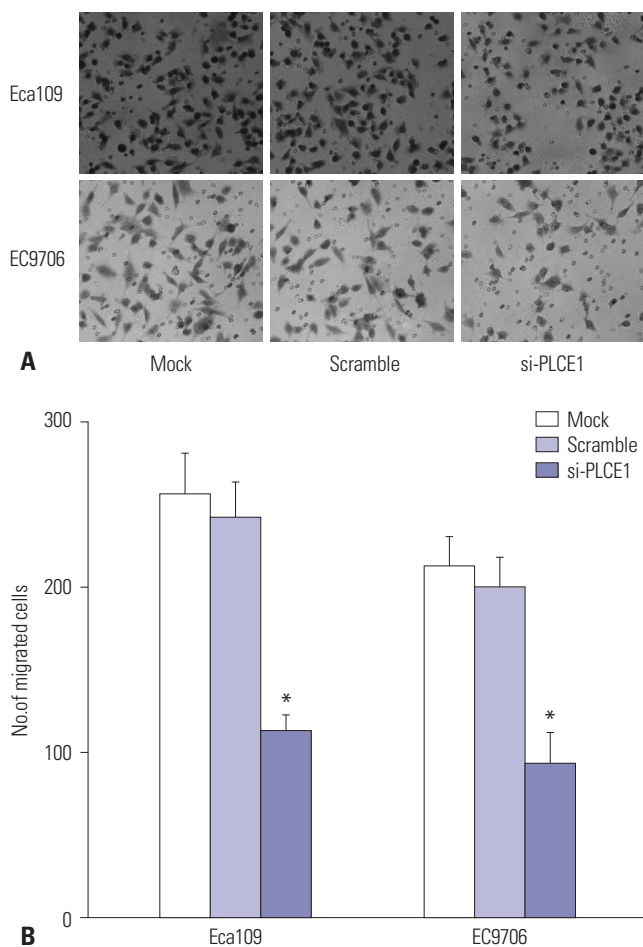 Eca109
EC9706
A
Mock Scramble si-PLCE1
300
200
100
0
No.of migrated cells
Mock
Scramble
si-PLCE1
*
*
Eca109 EC9706
B